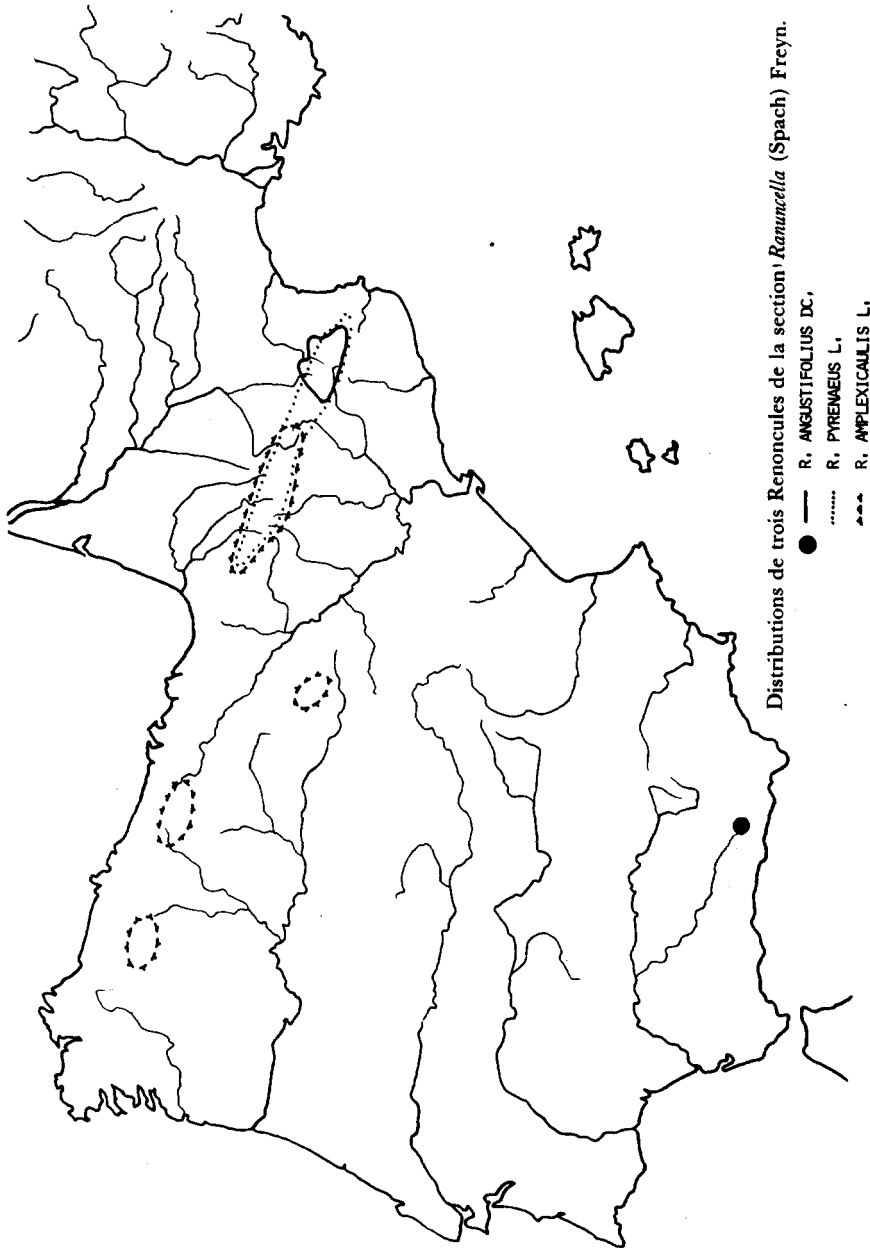 Distributions de trois Renoncules de la section Ranuncella (Spach) Freyn.
R. ANGUSTIFOLIUS DC.
R. PYRENAEUS L.
R. AMPLEXICAULIS L.